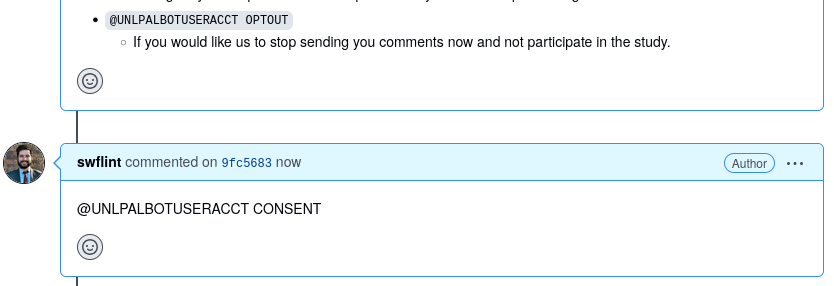 @UNLPALBOTUSERACCT OPTOUT
If you would like us to stop sending you comments now and not participate in the study.
swflint commented on 9fc5683 now
Author
@UNLPALBOTUSERACCT CONSENT